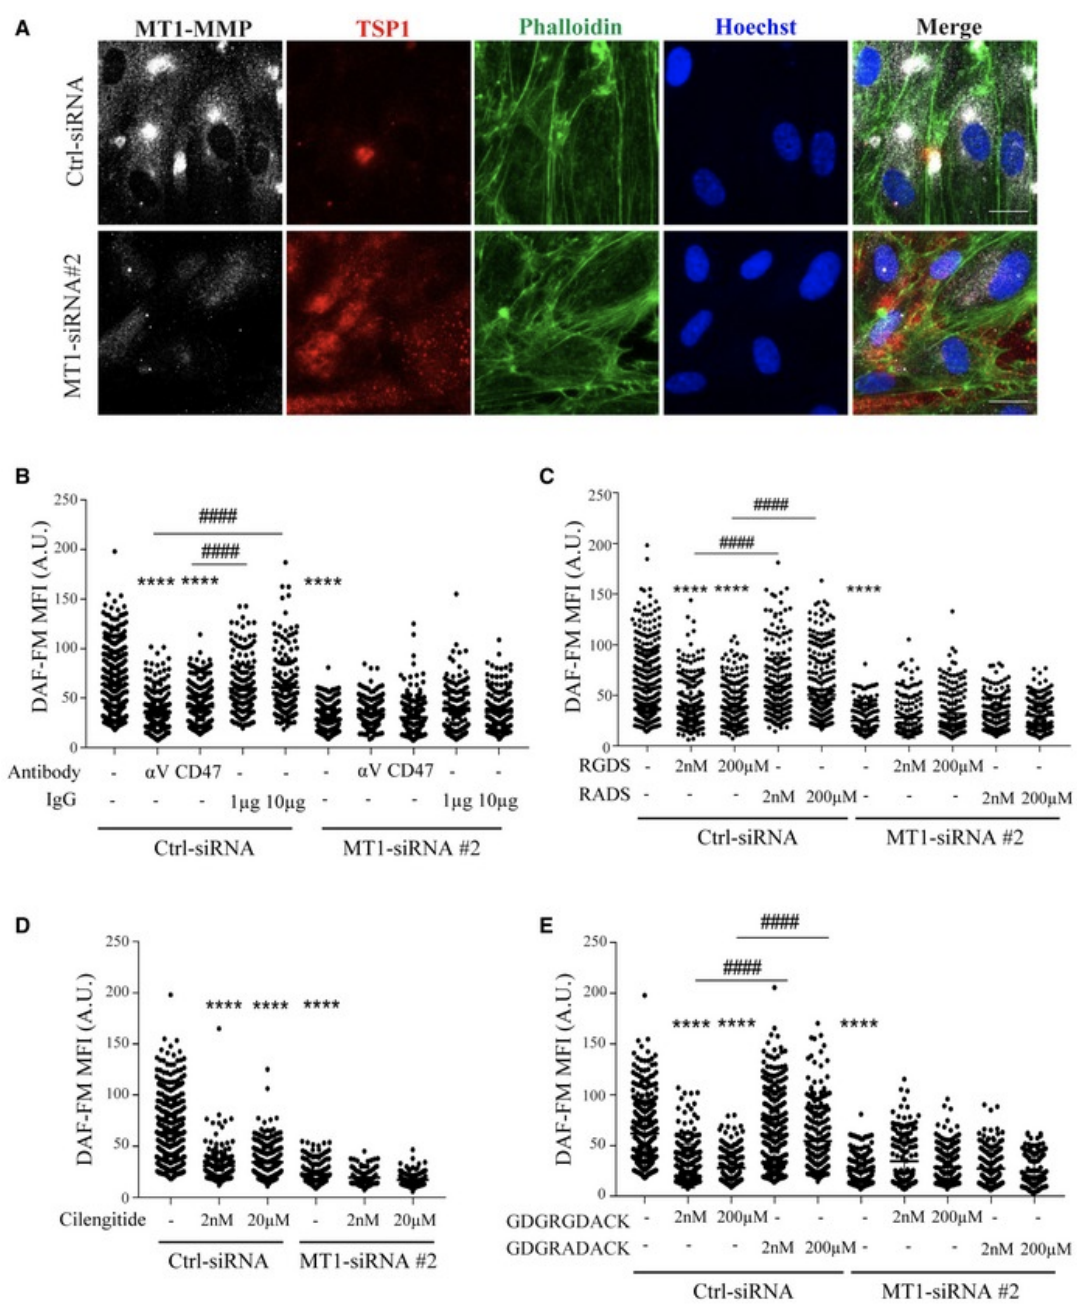 A
MT1-MMP TSP1 Phalloidin Hoechst Merge
Ctrl-siRNA
MT1-siRNA#2
B
DAF-FM MFI (A.U.)
250
200
150
100
50
0
####
####
**** **** ****
Antibody - αV CD47 - - - αV CD47 - -
IgG - - - 1µg 10µg - - - 1µg 10µg
Ctrl-siRNA MT1-siRNA #2
C
DAF-FM MFI (A.U.)
250
200
150
100
50
0
####
####
**** **** ****
RGDS - 2nM 200µM - - - 2nM 200µM - -
RADS - - - 2nM 200µM - - - 2nM 200µM
Ctrl-siRNA MT1-siRNA #2
D
DAF-FM MFI (A.U.)
250
200
150
100
50
0
**** **** ****
Cilengitide - 2nM 20µM - 2nM 20µM
Ctrl-siRNA MT1-siRNA #2
E
DAF-FM MFI (A.U.)
250
200
150
100
50
0
####
####
**** **** ****
GDGRGDACK - 2nM 200µM - - - 2nM 200µM - -
GDGRADACK - - - 2nM 200µM - - - 2nM 200µM
Ctrl-siRNA MT1-siRNA #2